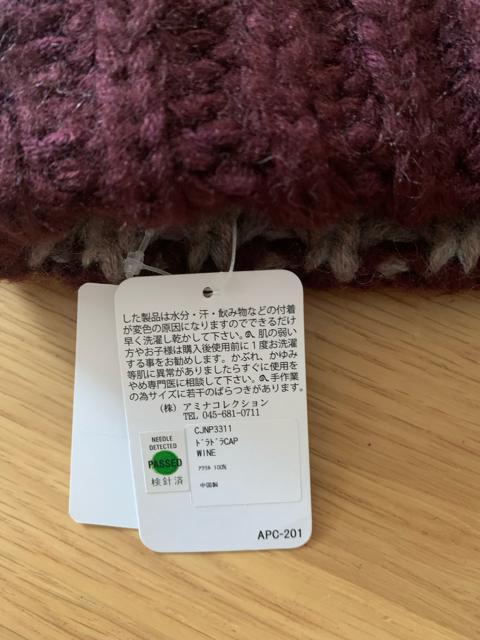 した製品は水分・汗・飲み物などの付着
が変色の原因になりますのでできるだけ
早く洗濯し乾かして下さい。❧肌の弱い
方やお子様は購入後使用前に1度お洗濯
する事をお勧めします。かぶれ、かゆみ
等肌に異常がありましたらすぐに使用を
やめ専門医に相談して下さい。❧手作業
の為サイズに若干のばらつきがあります。
(株) アミナコレクション
TEL 045-681-0711
CJNP3311
ﾄﾞﾗﾄﾞﾗCAP
WINE
ｱｸﾘﾙ 100%
中国製
NEEDLE
DETECTED
PASSED
検針済
APC-201